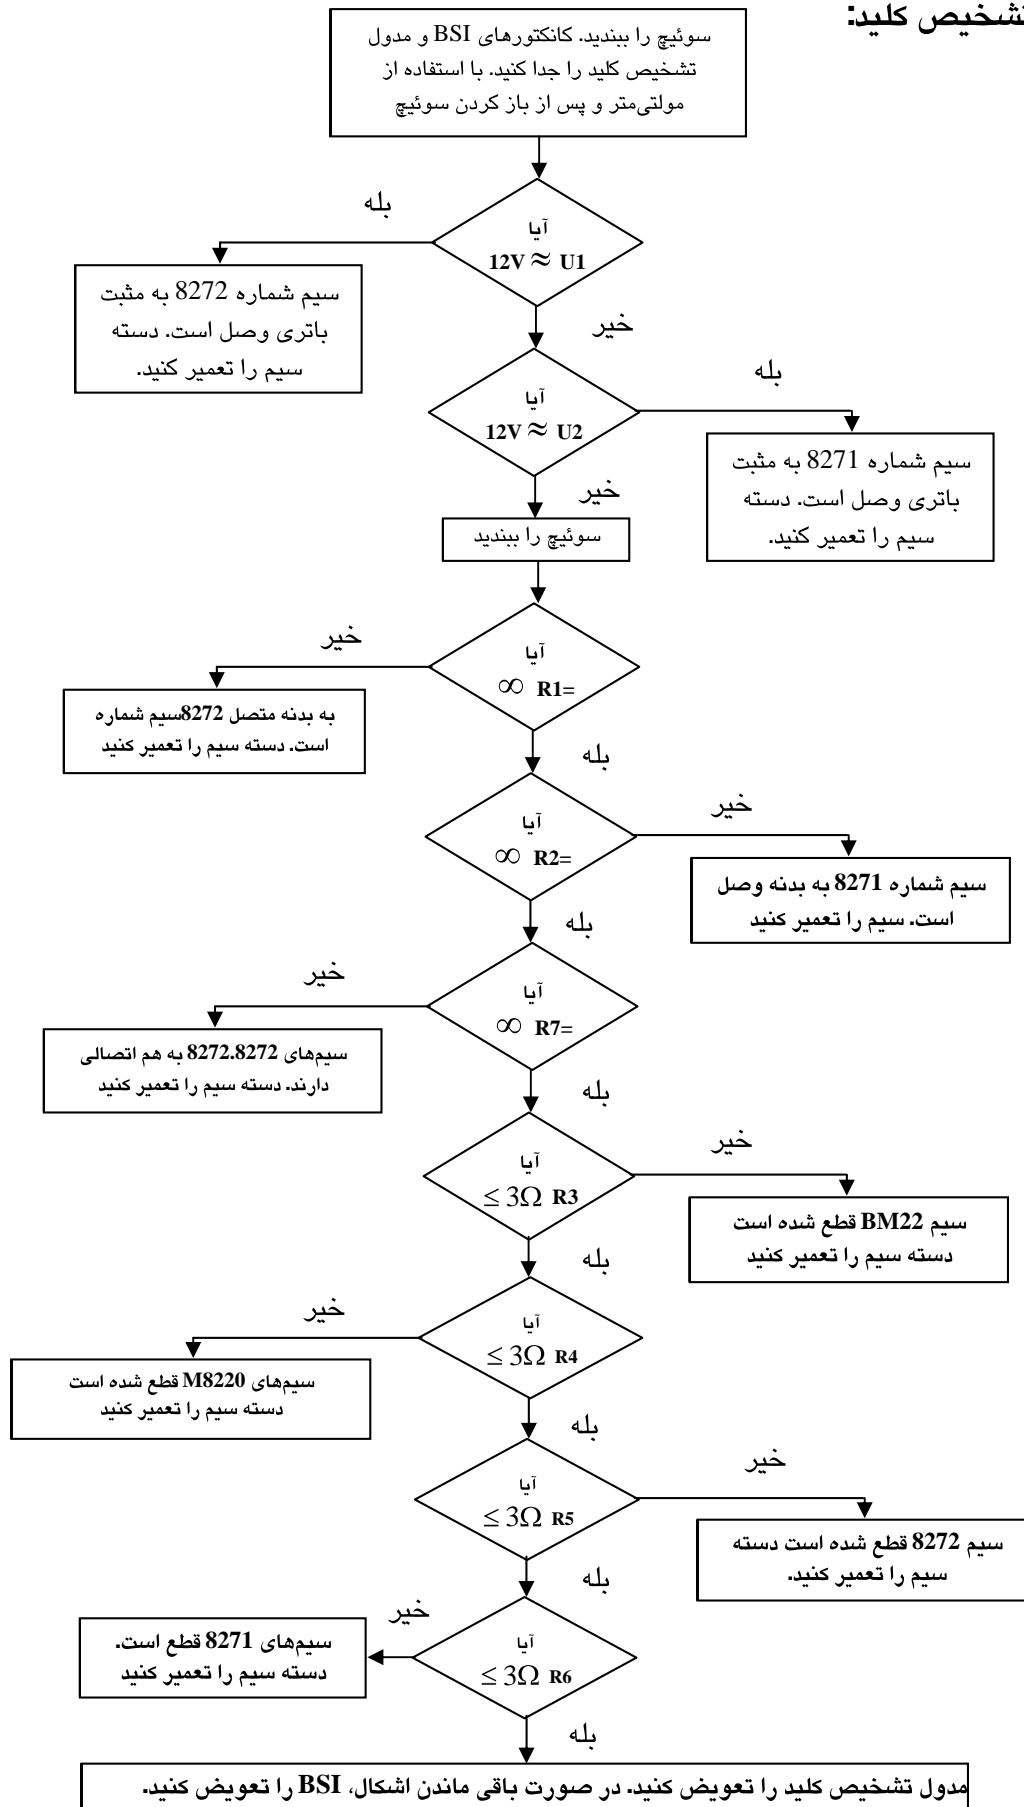 تشخیص کلید:
سوئیچ را ببندید. کانکتورهای BSI و مدول
تشخیص کلید را جدا کنید. با استفاده از
مولتی‌متر و پس از باز کردن سوئیچ
آیا
12V ≈ U1
بله
سیم شماره 8272 به مثبت
باتری وصل است. دسته
سیم را تعمیر کنید.
خیر
آیا
12V ≈ U2
بله
سیم شماره 8271 به مثبت
باتری وصل است. دسته
سیم را تعمیر کنید.
خیر
سوئیچ را ببندید
آیا
∞ R1=
خیر
به بدنه متصل 8272سیم شماره
است. دسته سیم را تعمیر کنید
بله
آیا
∞ R2=
خیر
سیم شماره 8271 به بدنه وصل
است. سیم را تعمیر کنید
بله
آیا
∞ R7=
خیر
سیم‌های 8272.8272 به هم اتصالی
دارند. دسته سیم را تعمیر کنید
بله
آیا
≤ 3Ω R3
خیر
سیم BM22 قطع شده است
دسته سیم را تعمیر کنید
بله
آیا
≤ 3Ω R4
خیر
سیم‌های M8220 قطع شده است
دسته سیم را تعمیر کنید
بله
آیا
≤ 3Ω R5
خیر
سیم 8272 قطع شده است دسته
سیم را تعمیر کنید.
بله
آیا
≤ 3Ω R6
خیر
سیم‌های 8271 قطع است.
دسته سیم را تعمیر کنید
بله
مدول تشخیص کلید را تعویض کنید. در صورت باقی ماندن اشکال، BSI را تعویض کنید.